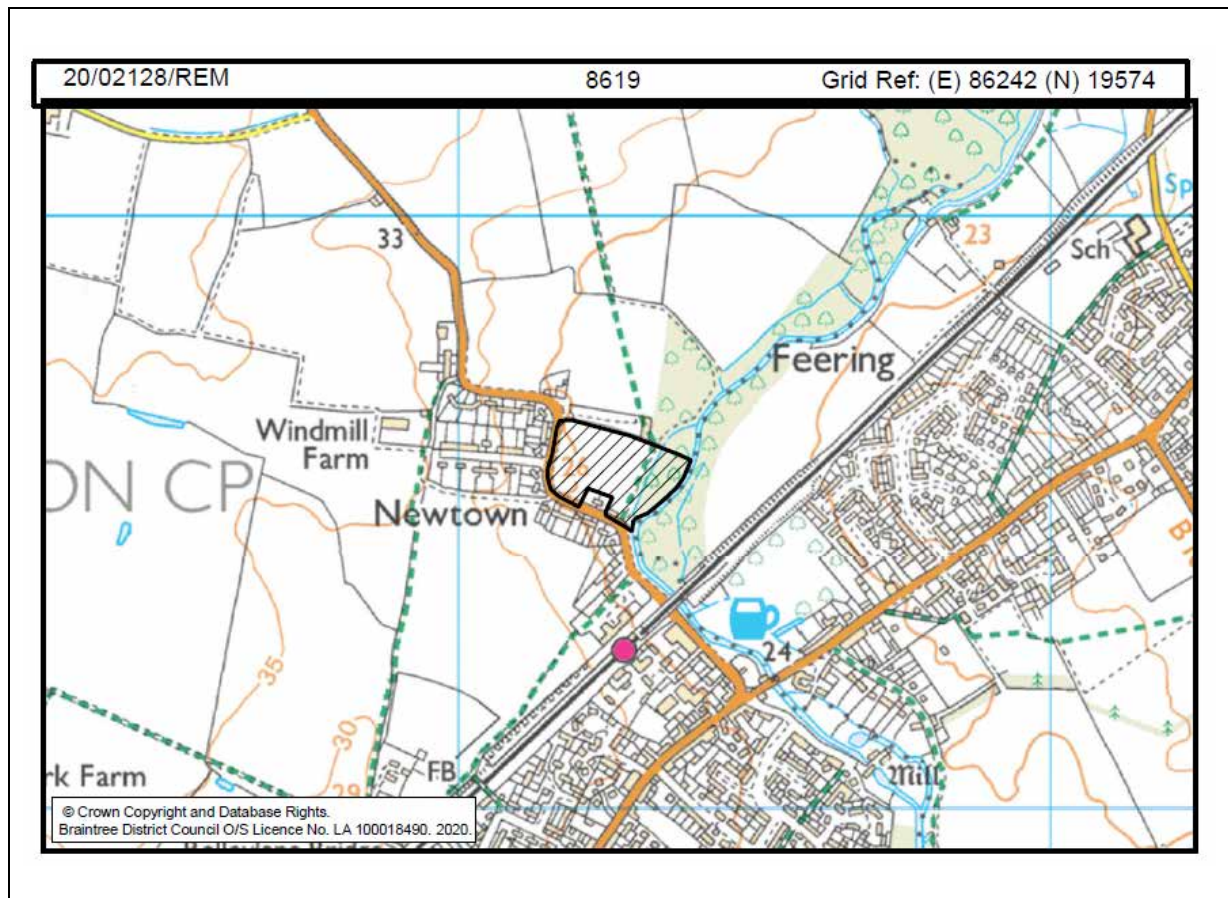 20/02128/REM 8619 Grid Ref: (E) 86242 (N) 19574
33
23
Sp
Sch
Feering
Windmill
Farm
26
ON CP
Newtown
24
35
30
Mill
rk Farm
FB
29
© Crown Copyright and Database Rights.
Braintree District Council O/S Licence No. LA 100018490. 2020.